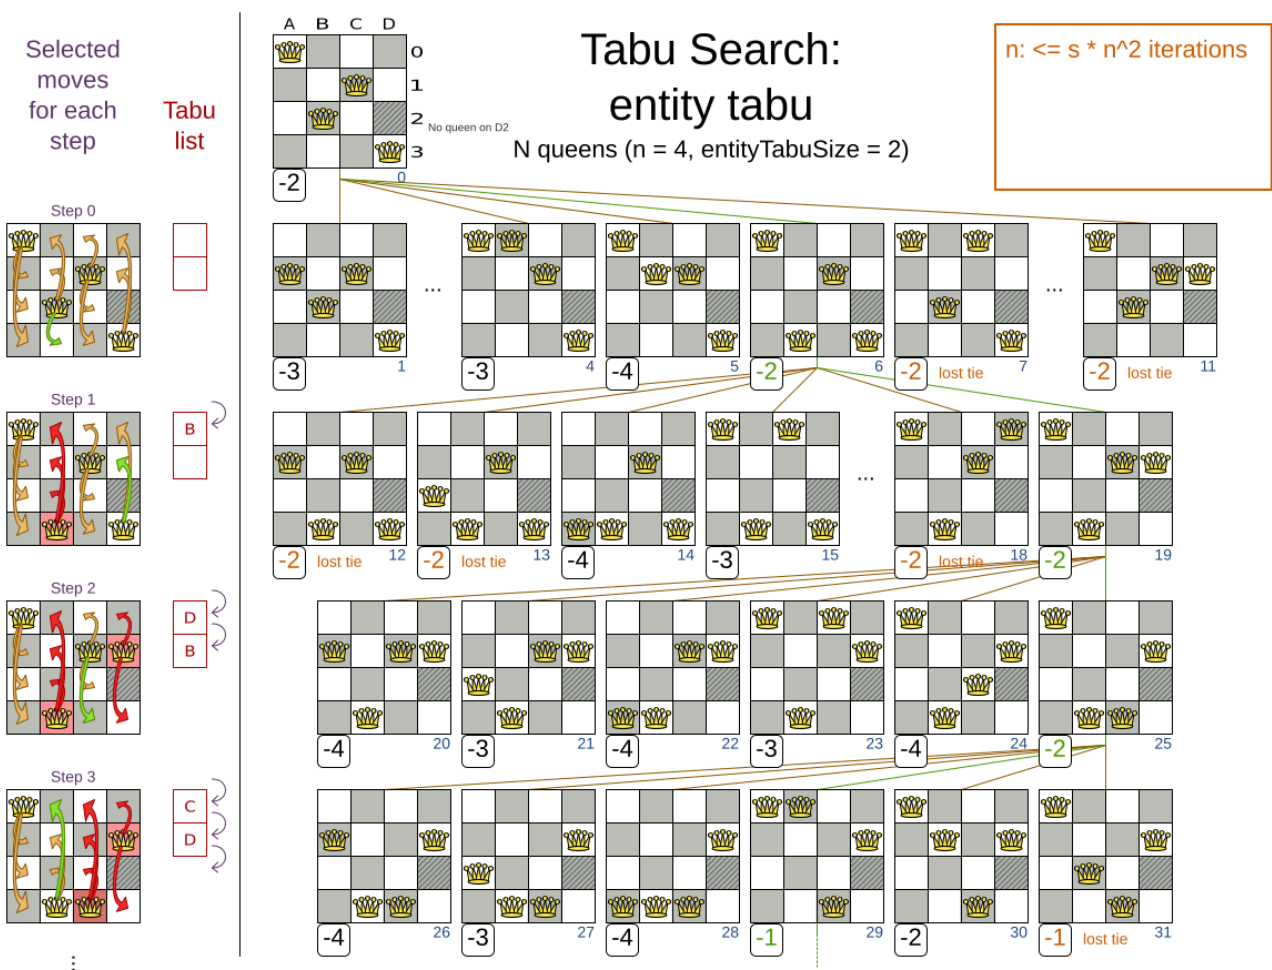 Selected
moves
for each
step
Tabu
list
A B C D
0
1
2
3
No queen on D2
-2
0
Tabu Search:
entity tabu
N queens (n = 4, entityTabuSize = 2)
n: <= s * n^2 iterations
Step 0
...
...
-3 1
-3 4
-4 5
-2 6
-2 lost tie 7
-2 lost tie 11
Step 1
B
...
-2 lost tie 12
-2 lost tie 13
-4 14
-3 15
-2 lost tie 18
-2 19
Step 2
D
B
-4 20
-3 21
-4 22
-3 23
-4 24
-2 25
Step 3
C
D
-4 26
-3 27
-4 28
-1 29
-2 30
-1 lost tie 31
...